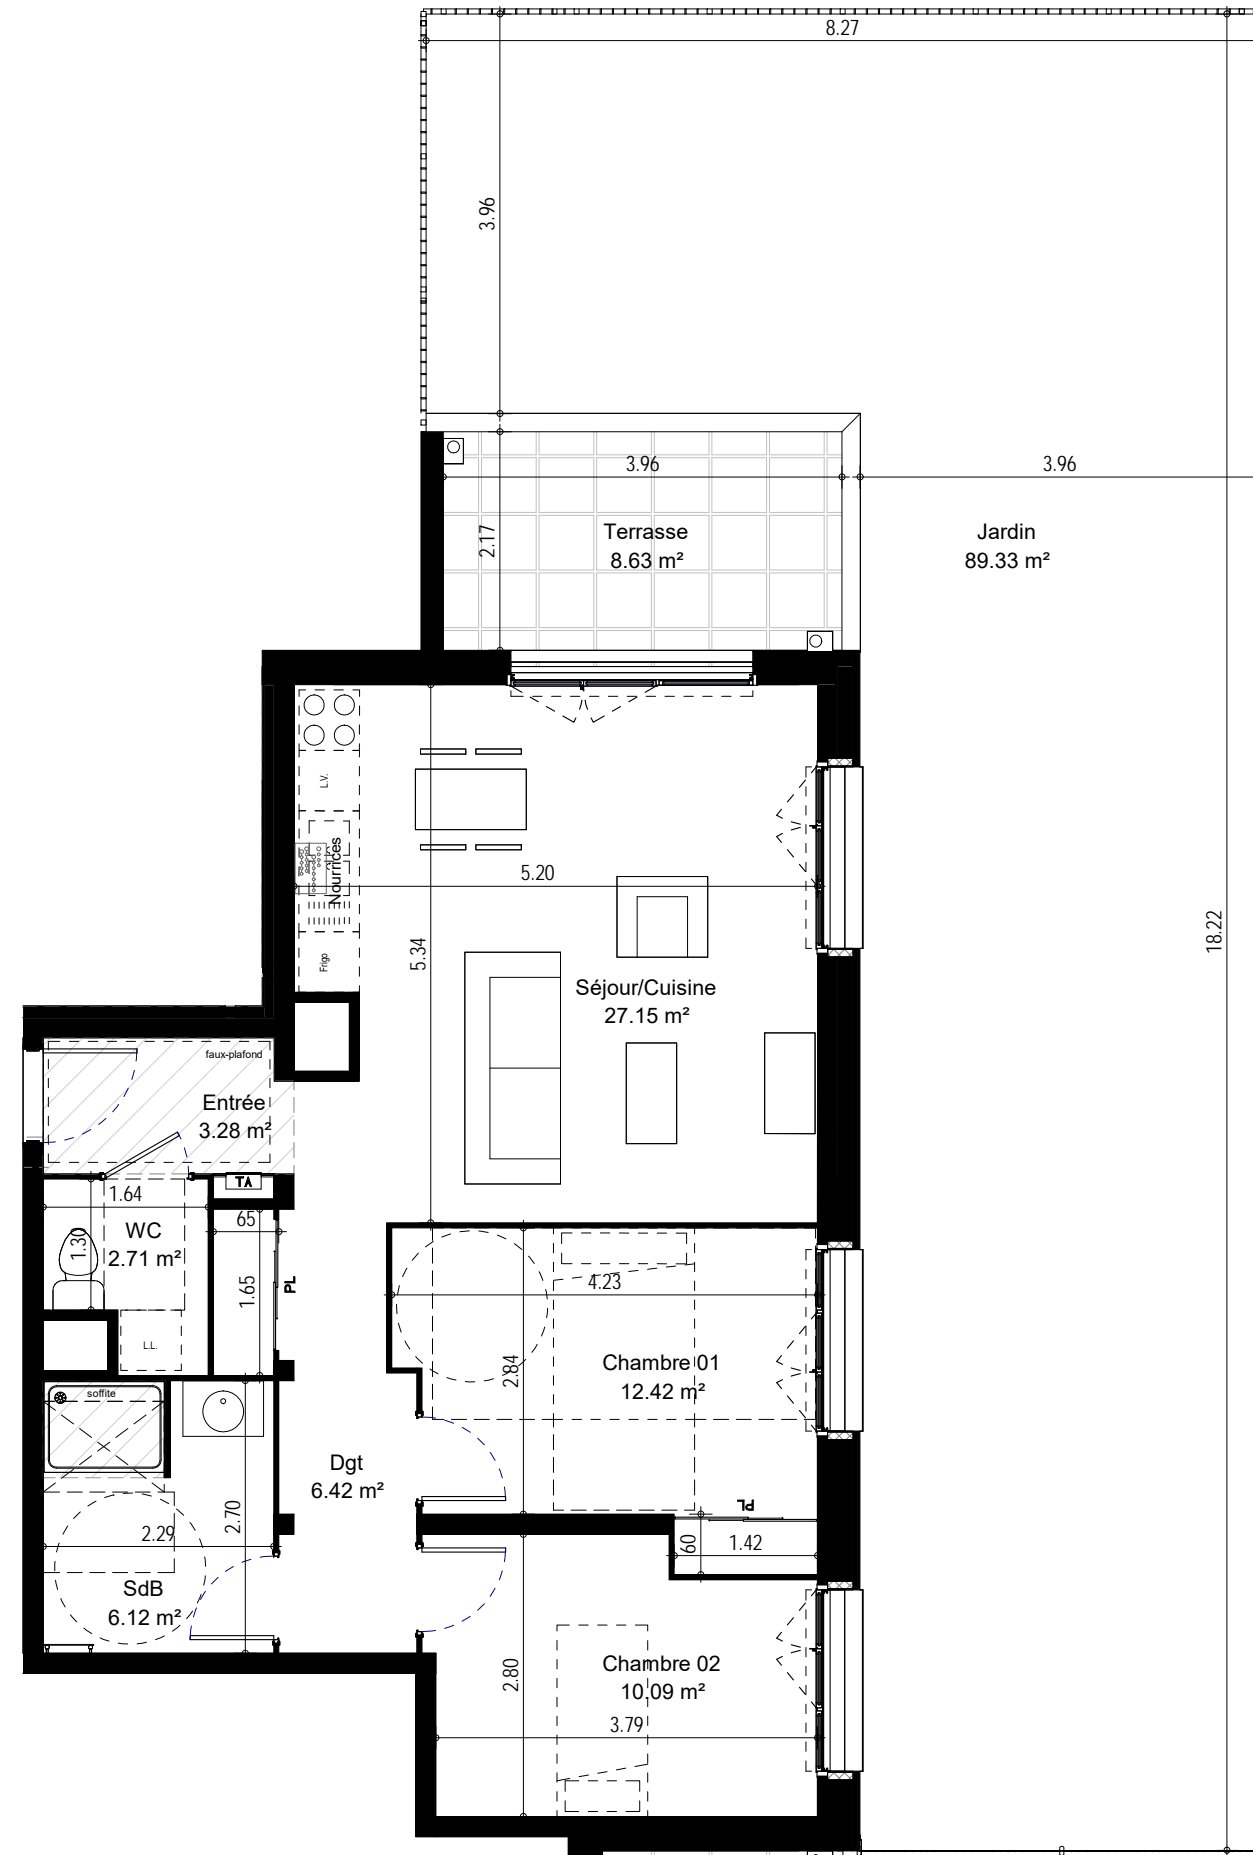 8.27
3.96
3.96
3.96
2.17
Terrasse
8.63 m²
Jardin
89.33 m²
L.V.
Nourrices
5.20
5.34
18.22
Frigo
Séjour/Cuisine
27.15 m²
faux-plafond
Entrée
3.28 m²
TA
1.64
65
WC
2.71 m²
1.30
1.65
PL
4.23
L.L.
2.84
Chambre 01
12.42 m²
soffite
Dgt
6.42 m²
2.70
PL
2.29
60
1.42
SdB
6.12 m²
Chambre 02
10.09 m²
2.80
3.79